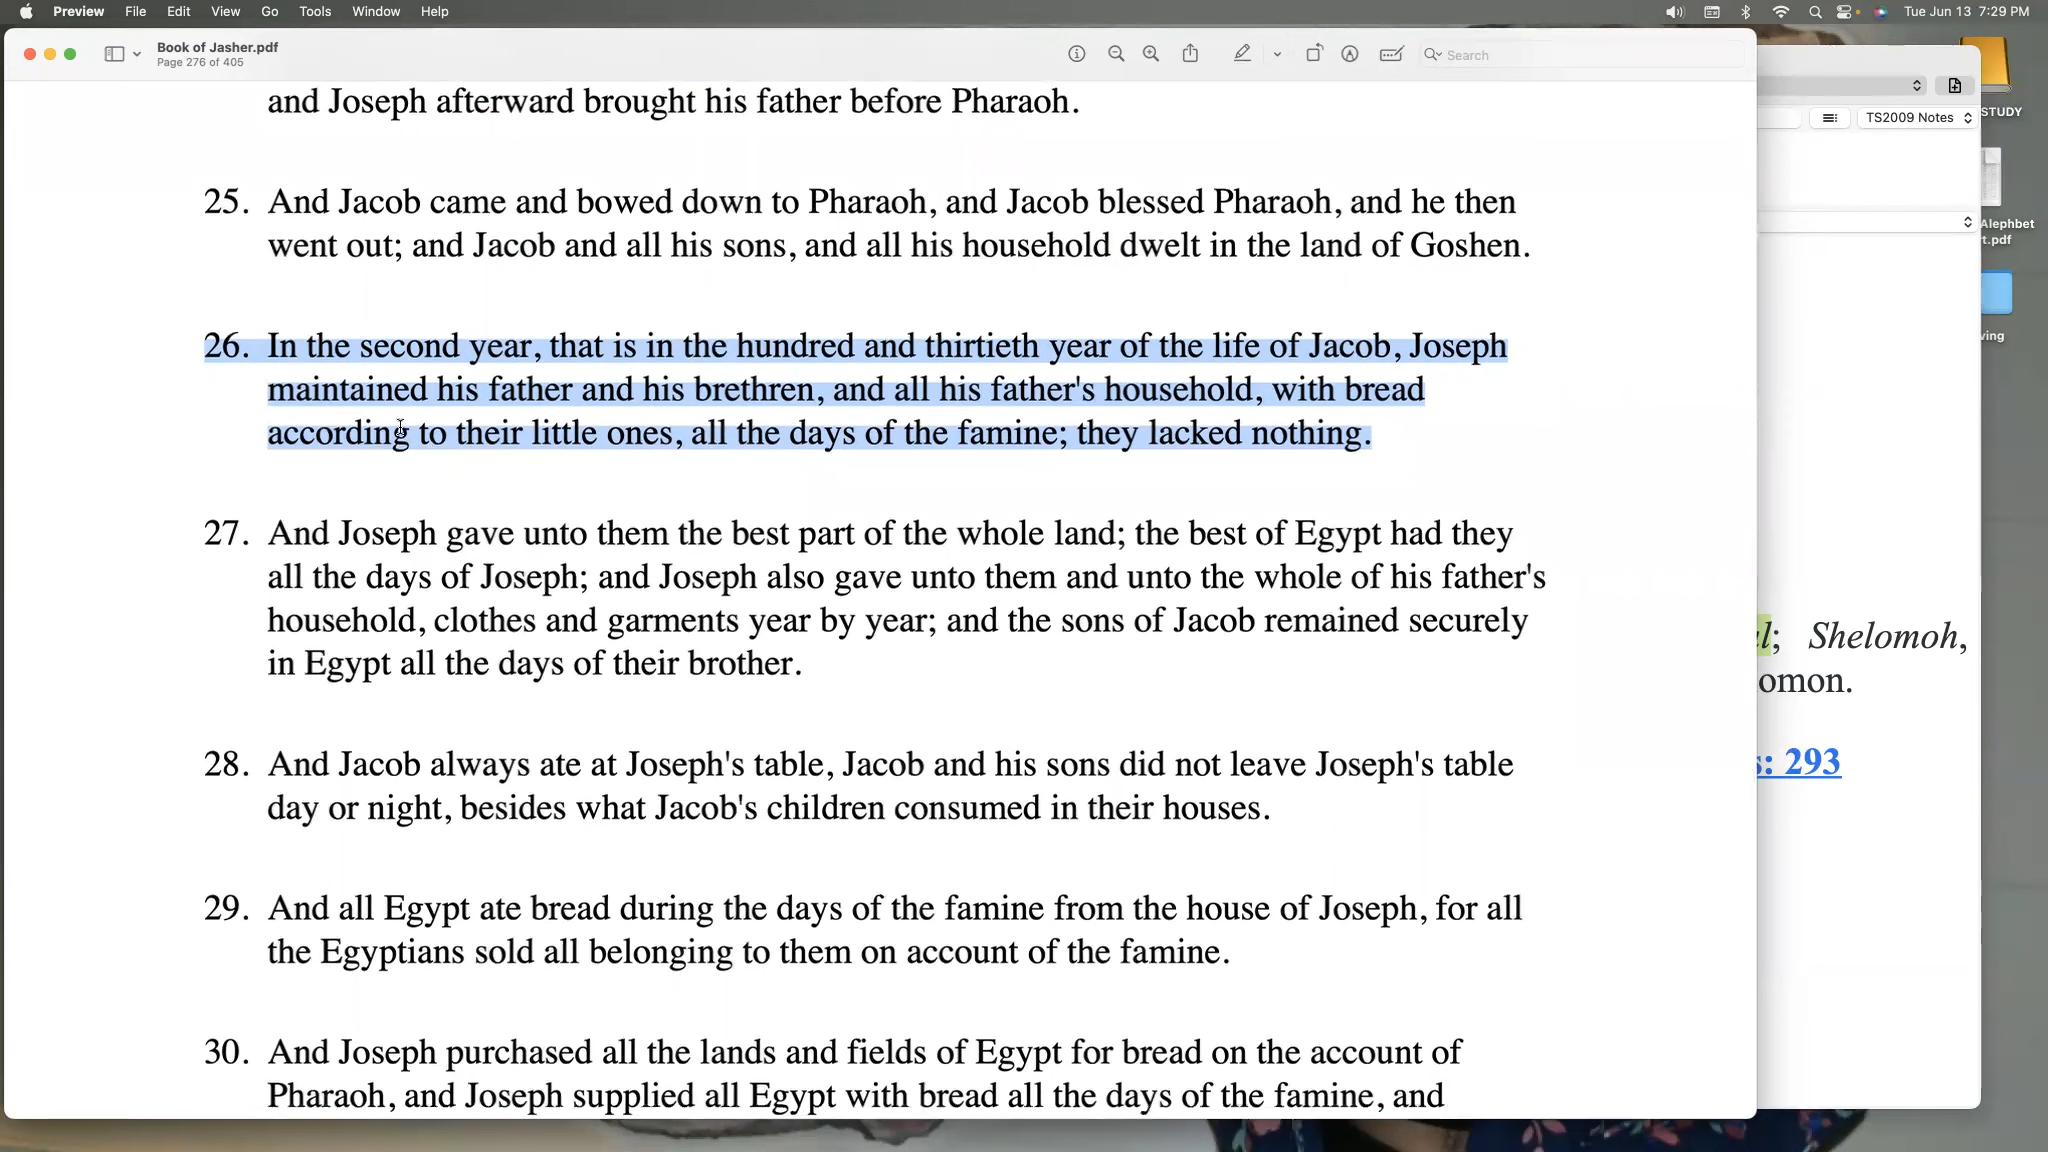 Preview File Edit View Go Tools Window Help Tue Jun 13 7:29 PM
Book of Jasher.pdf
Page 276 of 405
Search
STUDY
TS2009 Notes
and Joseph afterward brought his father before Pharaoh.
25. And Jacob came and bowed down to Pharaoh, and Jacob blessed Pharaoh, and he then
went out; and Jacob and all his sons, and all his household dwelt in the land of Goshen.
Alephbet
t.pdf
26. In the second year, that is in the hundred and thirtieth year of the life of Jacob, Joseph
maintained his father and his brethren, and all his father's household, with bread
according to their little ones, all the days of the famine; they lacked nothing.
ving
27. And Joseph gave unto them the best part of the whole land; the best of Egypt had they
all the days of Joseph; and Joseph also gave unto them and unto the whole of his father's
household, clothes and garments year by year; and the sons of Jacob remained securely
in Egypt all the days of their brother.
l; Shelomoh,
omon.
s: 293
28. And Jacob always ate at Joseph's table, Jacob and his sons did not leave Joseph's table
day or night, besides what Jacob's children consumed in their houses.
29. And all Egypt ate bread during the days of the famine from the house of Joseph, for all
the Egyptians sold all belonging to them on account of the famine.
30. And Joseph purchased all the lands and fields of Egypt for bread on the account of
Pharaoh, and Joseph supplied all Egypt with bread all the days of the famine, and